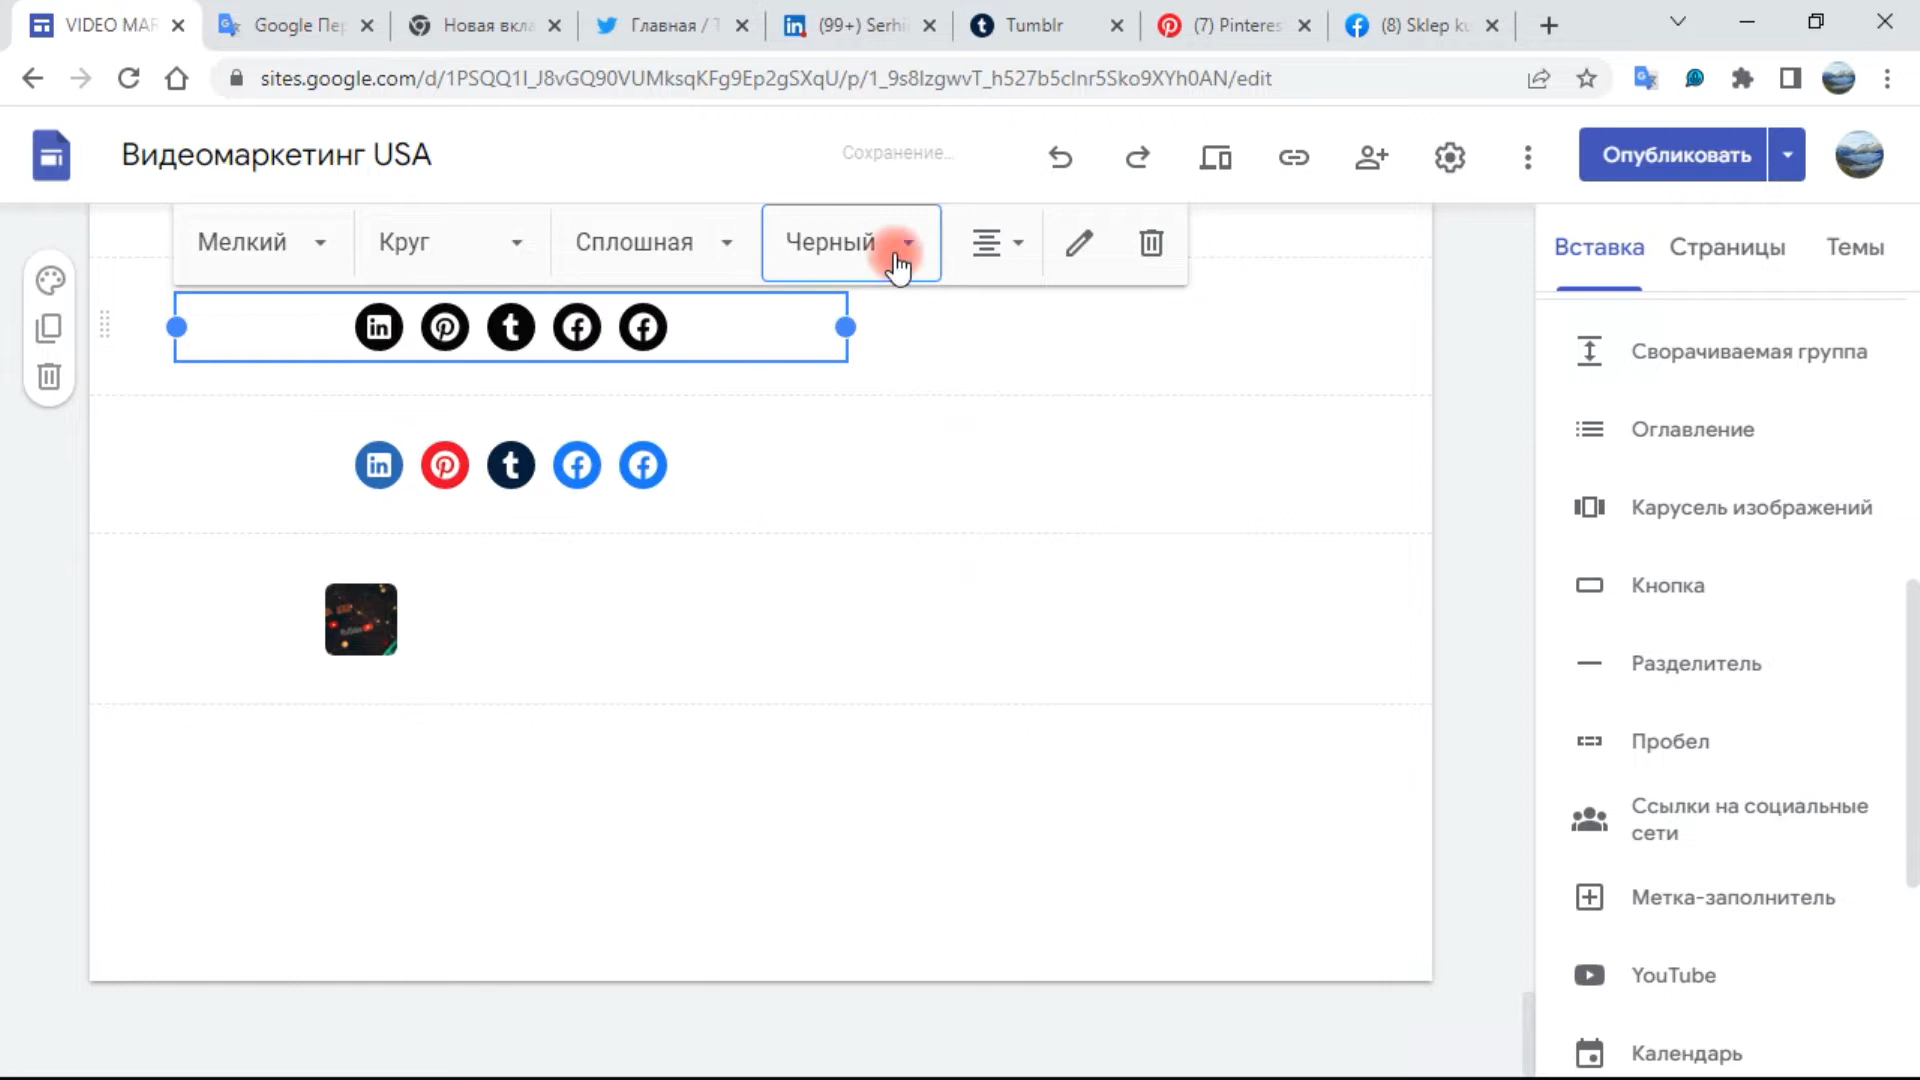 VIDEO MAR
Google Пер
Новая вкла
Главная / Т
(99+) Serhi
Tumblr
(7) Pinteres
(8) Sklep ku
sites.google.com/d/1PSQQ1I_J8vGQ90VUMksqKFg9Ep2gSXqU/p/1_9s8IzgwvT_h527b5clnr5Sko9XYh0AN/edit
Видеомаркетинг USA
Сохранение...
Опубликовать
Мелкий
Круг
Сплошная
Черный
Вставка
Страницы
Темы
Сворачиваемая группа
Оглавление
Карусель изображений
Кнопка
Разделитель
Пробел
Ссылки на социальные
сети
Метка-заполнитель
YouTube
Календарь